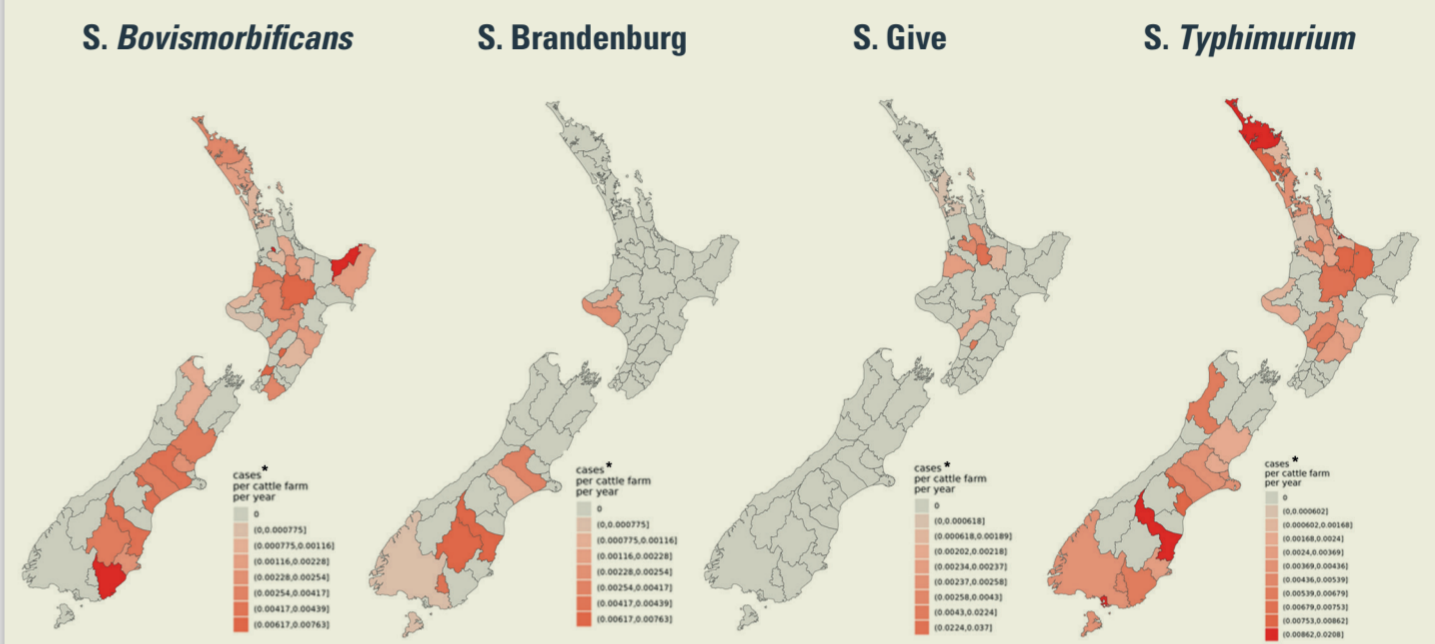 S. Bovismorbificans
S. Brandenburg
S. Give
S. Typhimurium
cases*
per cattle farm
per year
0
(0,0.000775]
(0.000775,0.00116]
(0.00116,0.00228]
(0.00228,0.00254]
(0.00254,0.00417]
(0.00417,0.00439]
(0.00617,0.00763]
cases*
per cattle farm
per year
0
(0,0.000775]
(0.000775,0.00116]
(0.00116,0.00228]
(0.00228,0.00254]
(0.00254,0.00417]
(0.00417,0.00439]
(0.00617,0.00763]
cases*
per cattle farm
per year
0
(0,0.000618]
(0.000618,0.00189]
(0.00202,0.00218]
(0.00234,0.00237]
(0.00237,0.00258]
(0.00258,0.0043]
(0.0043,0.0224]
(0.0224,0.037]
cases*
per cattle farm
per year
0
(0,0.000602]
(0.000602,0.00168]
(0.00168,0.0024]
(0.0024,0.00369]
(0.00369,0.00436]
(0.00436,0.00539]
(0.00539,0.00679]
(0.00679,0.00753]
(0.00753,0.00862]
(0.00862,0.0208]